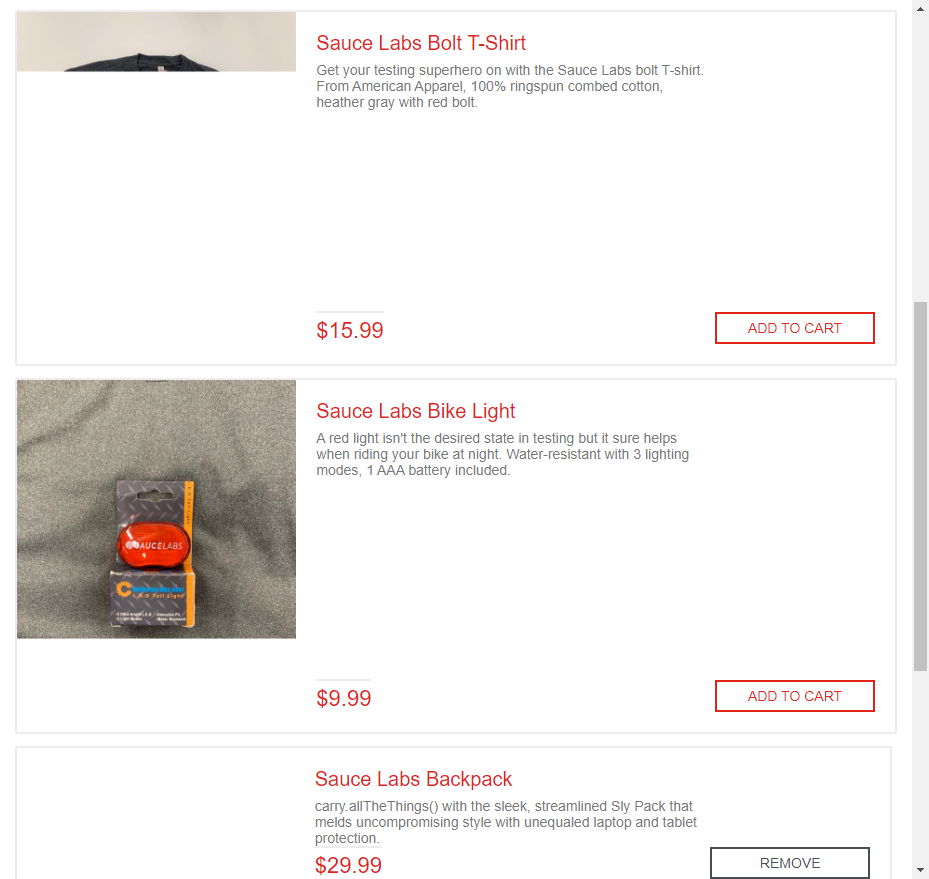 Sauce Labs Bolt T-Shirt
Get your testing superhero on with the Sauce Labs bolt T-shirt.
From American Apparel, 100% ringspun combed cotton,
heather gray with red bolt.
$15.99
ADD TO CART
Sauce Labs Bike Light
A red light isn't the desired state in testing but it sure helps
when riding your bike at night. Water-resistant with 3 lighting
modes, 1 AAA battery included.
SAUCELABS
L.E.D Tail Light
$9.99
ADD TO CART
Sauce Labs Backpack
carry.allTheThings() with the sleek, streamlined Sly Pack that
melds uncompromising style with unequaled laptop and tablet
protection.
$29.99
REMOVE